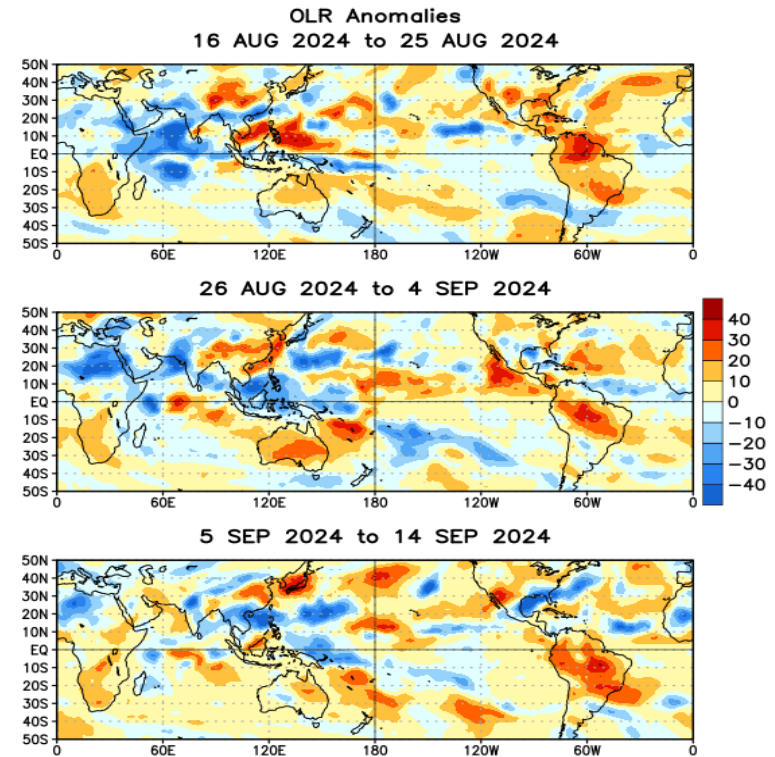 OLR Anomalies
16 AUG 2024 to 25 AUG 2024
50N
40N
30N
20N
10N
EQ
10S
20S
30S
40S
50S
0 60E 120E 180 120W 60W 0
26 AUG 2024 to 4 SEP 2024
50N
40N
30N
20N
10N
EQ
10S
20S
30S
40S
50S
0 60E 120E 180 120W 60W 0
40
30
20
10
0
−10
−20
−30
−40
5 SEP 2024 to 14 SEP 2024
50N
40N
30N
20N
10N
EQ
10S
20S
30S
40S
50S
0 60E 120E 180 120W 60W 0